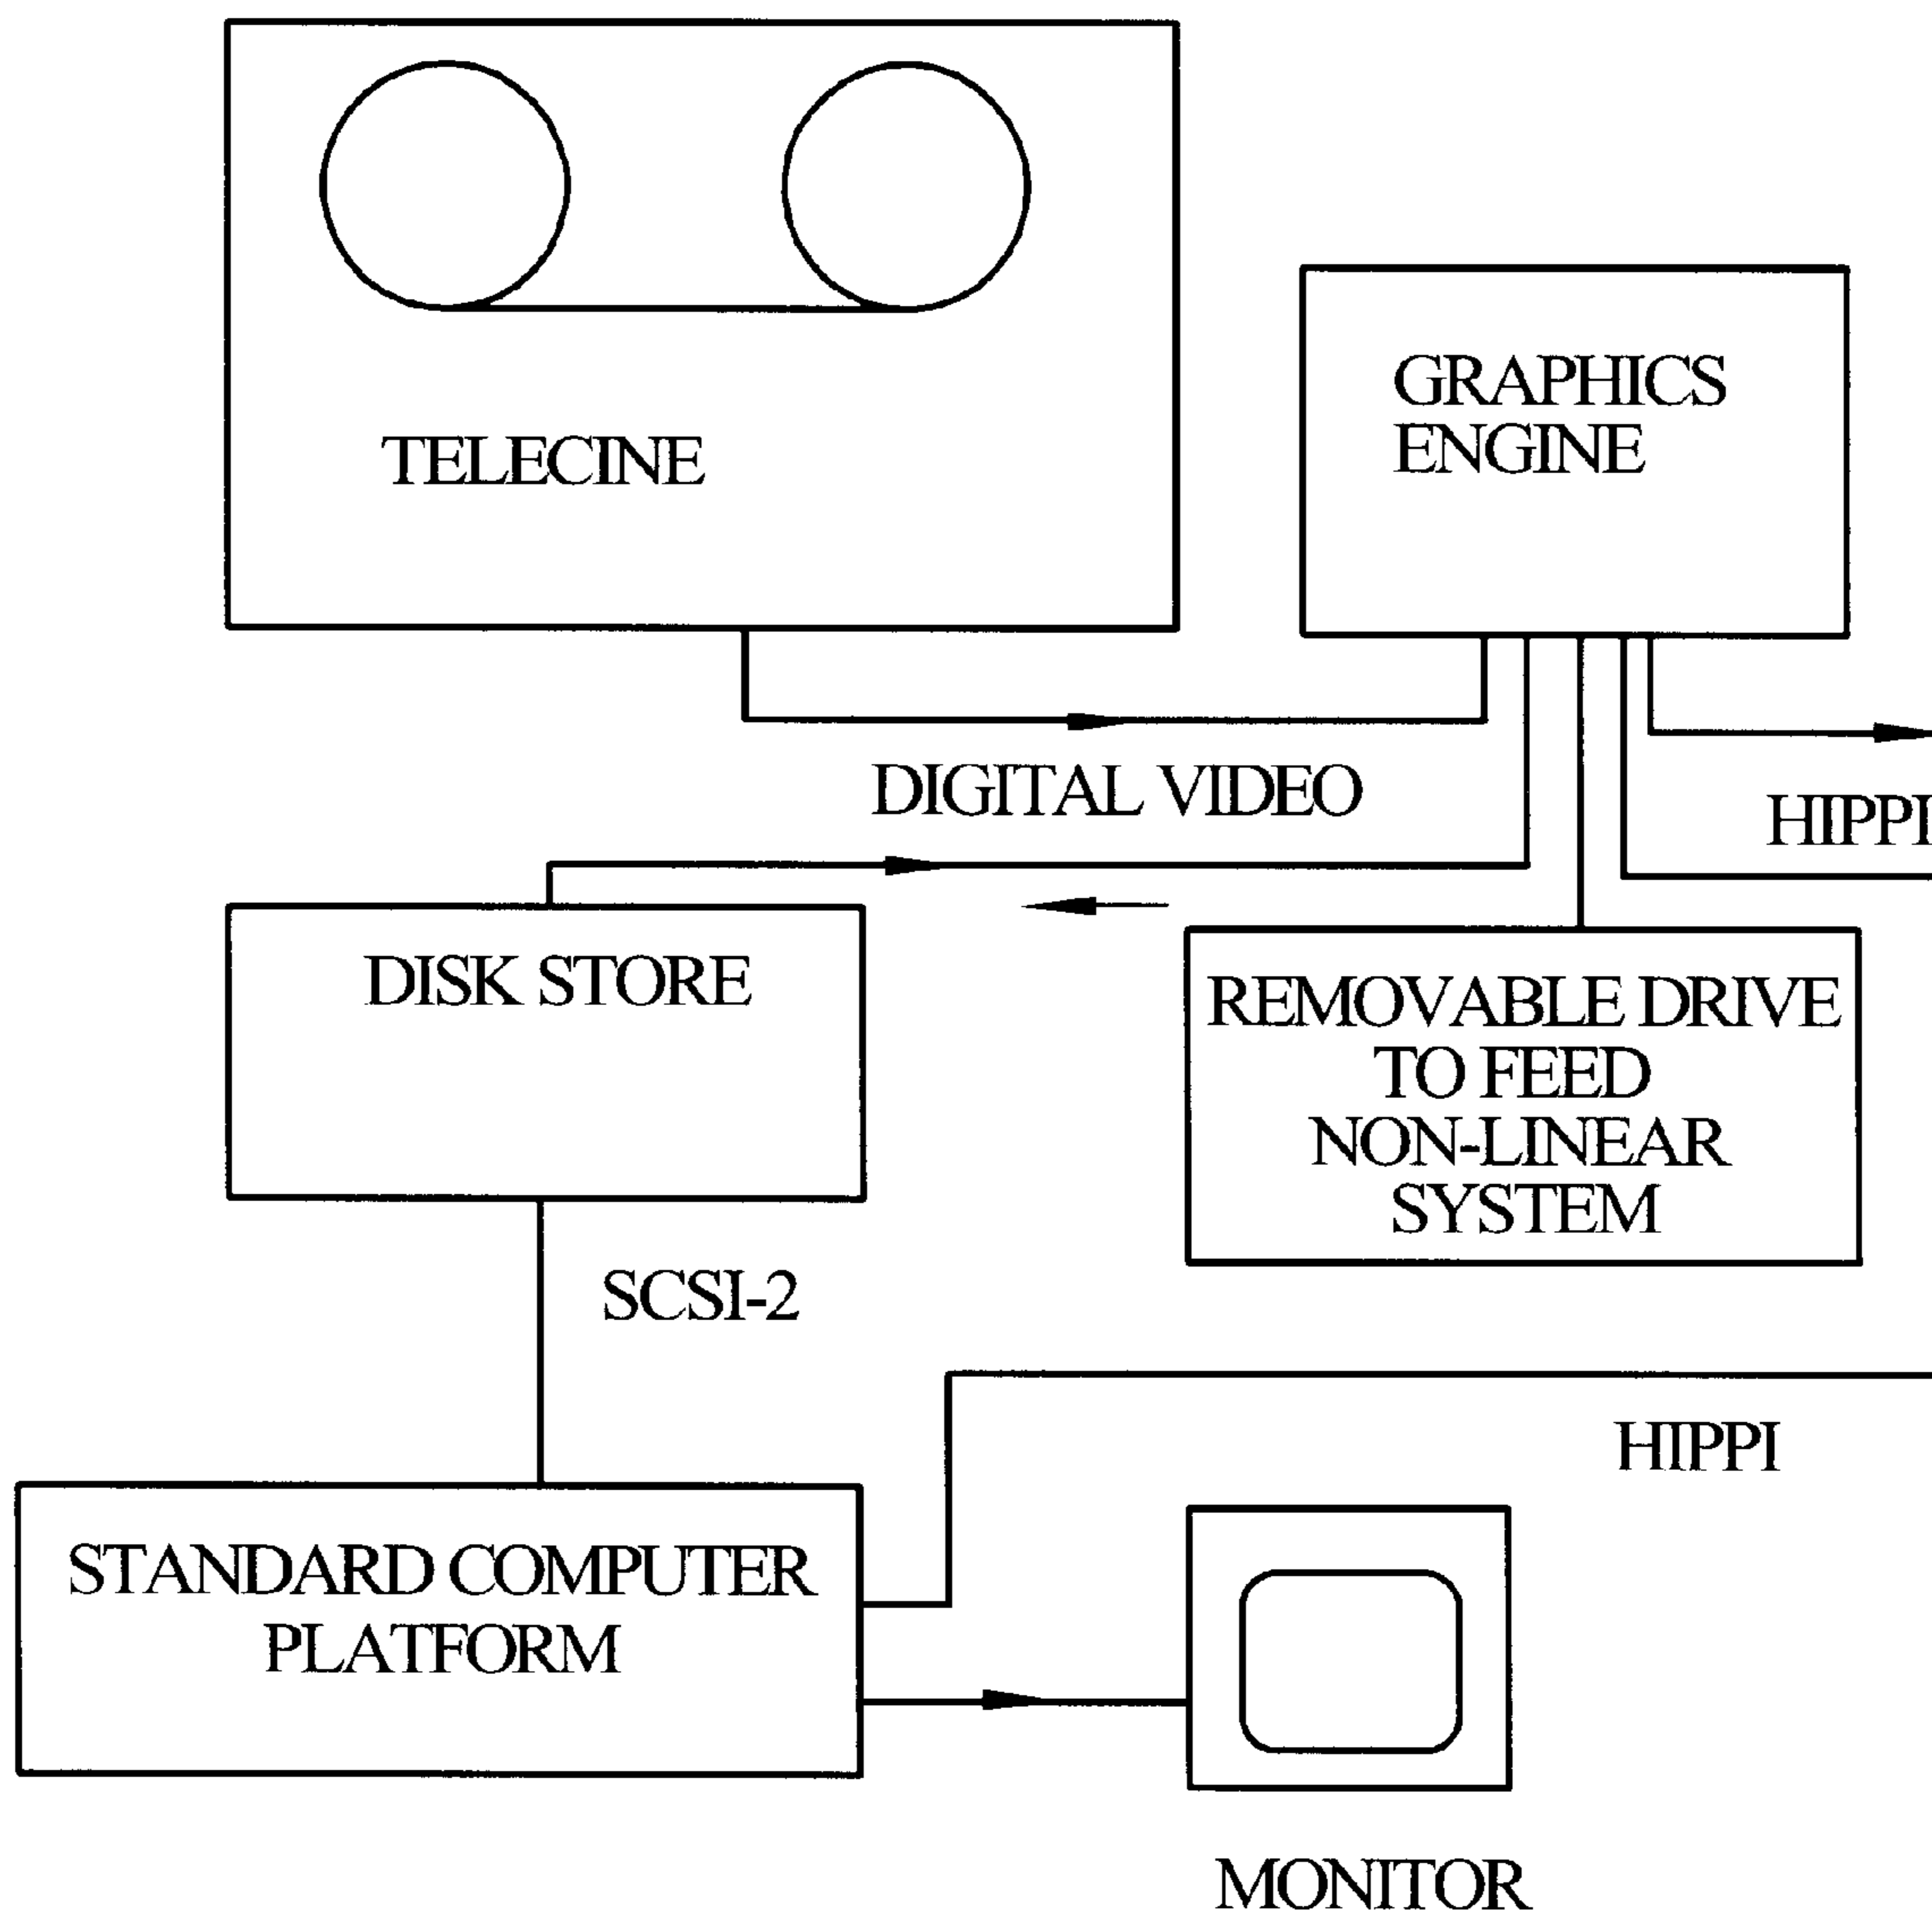 TELECINE
GRAPHICS
ENGINE
DIGITAL VIDEO
HIPPI
DISK STORE
REMOVABLE DRIVE
TO FEED
NON-LINEAR
SYSTEM
SCSI-2
HIPPI
STANDARD COMPUTER
PLATFORM
MONITOR